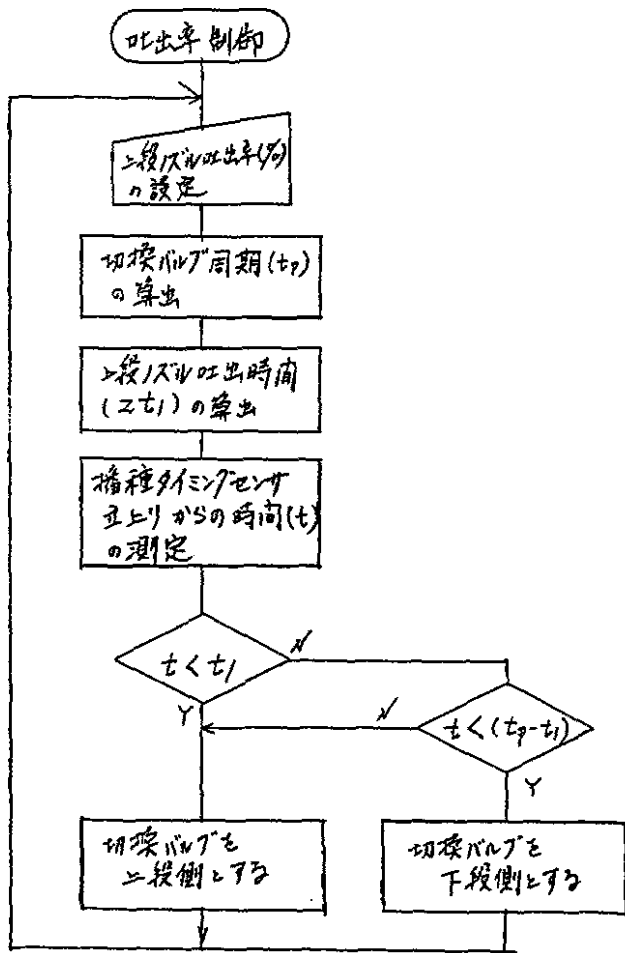 吐出率制御
上段ノズル吐出率(%)
の設定
切換バルブ周期(tp)
の算出
上段ノズル吐出時間
(2t1)の算出
播種タイミングセンサ
立上りからの時間(t)
の測定
t<t1
N
Y
t<(tp-t1)
N
Y
切換バルブを
上段側とする
切換バルブを
下段側とする